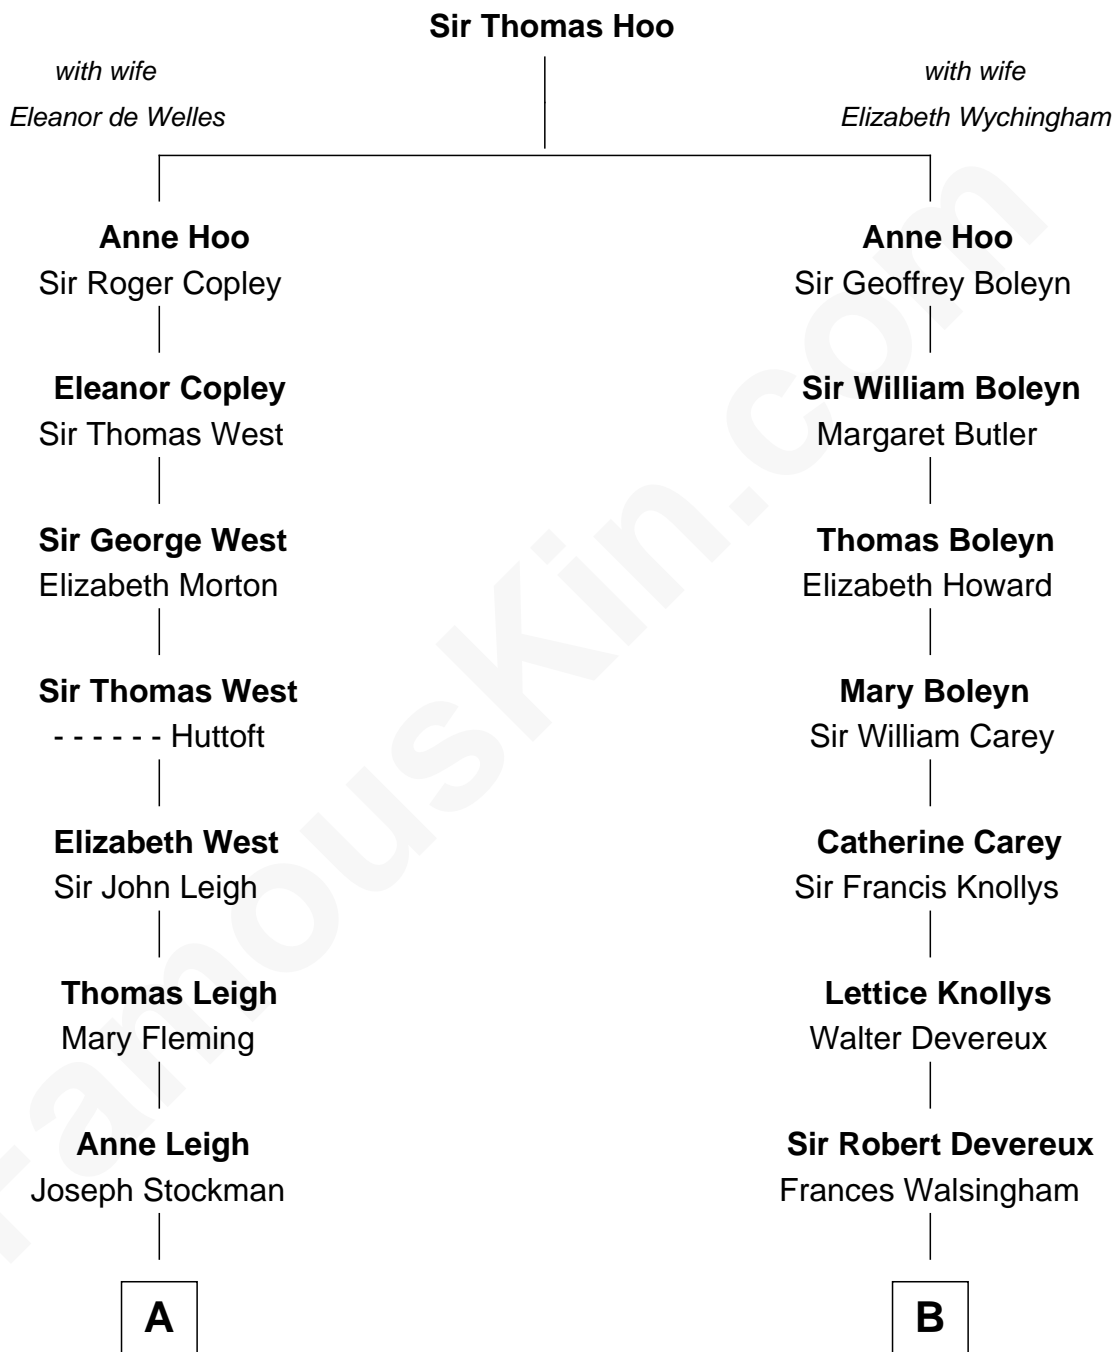 Sir Thomas Hoo
with wife
Eleanor de Welles
with wife
Elizabeth Wychingham
Anne Hoo
Sir Roger Copley
Eleanor Copley
Sir Thomas West
Sir George West
Elizabeth Morton
Sir Thomas West
- - - - - - Huttoft
Elizabeth West
Sir John Leigh
Thomas Leigh
Mary Fleming
Anne Leigh
Joseph Stockman
A
Anne Hoo
Sir Geoffrey Boleyn
Sir William Boleyn
Margaret Butler
Thomas Boleyn
Elizabeth Howard
Mary Boleyn
Sir William Carey
Catherine Carey
Sir Francis Knollys
Lettice Knollys
Walter Devereux
Sir Robert Devereux
Frances Walsingham
B
FamousKin.com